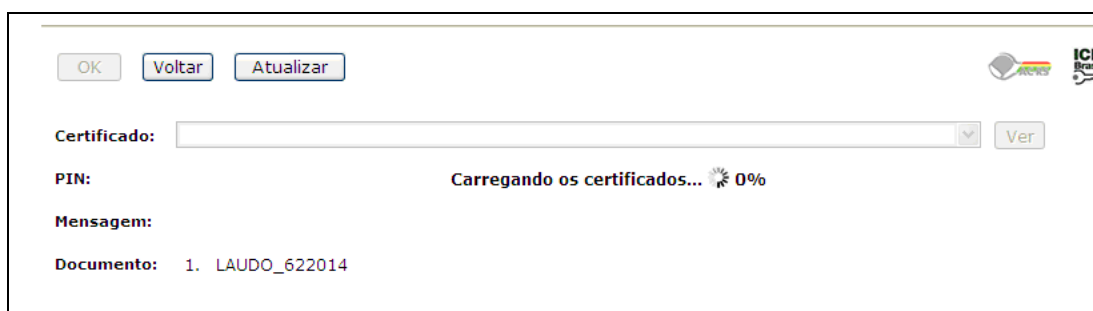 OK Voltar Atualizar
Certificado: Ver
PIN: Carregando os certificados... 0%
Mensagem:
Documento: 1. LAUDO_622014